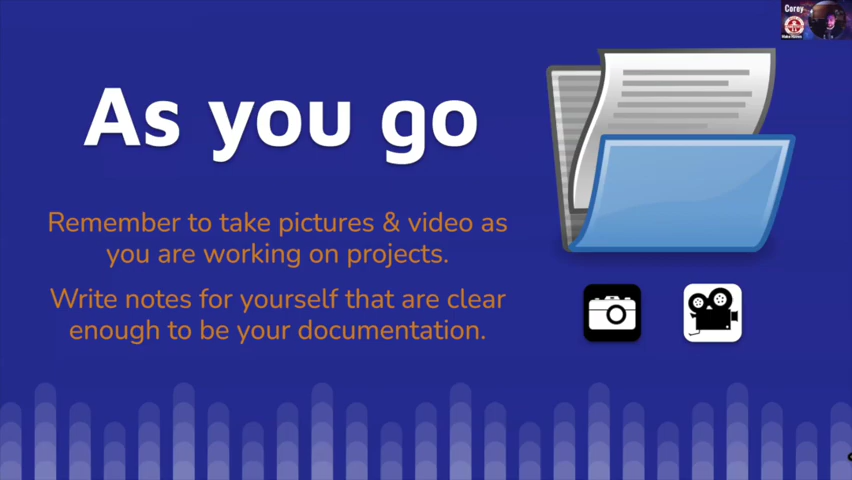 Corey
As you go
Remember to take pictures & video as
you are working on projects.
Write notes for yourself that are clear
enough to be your documentation.